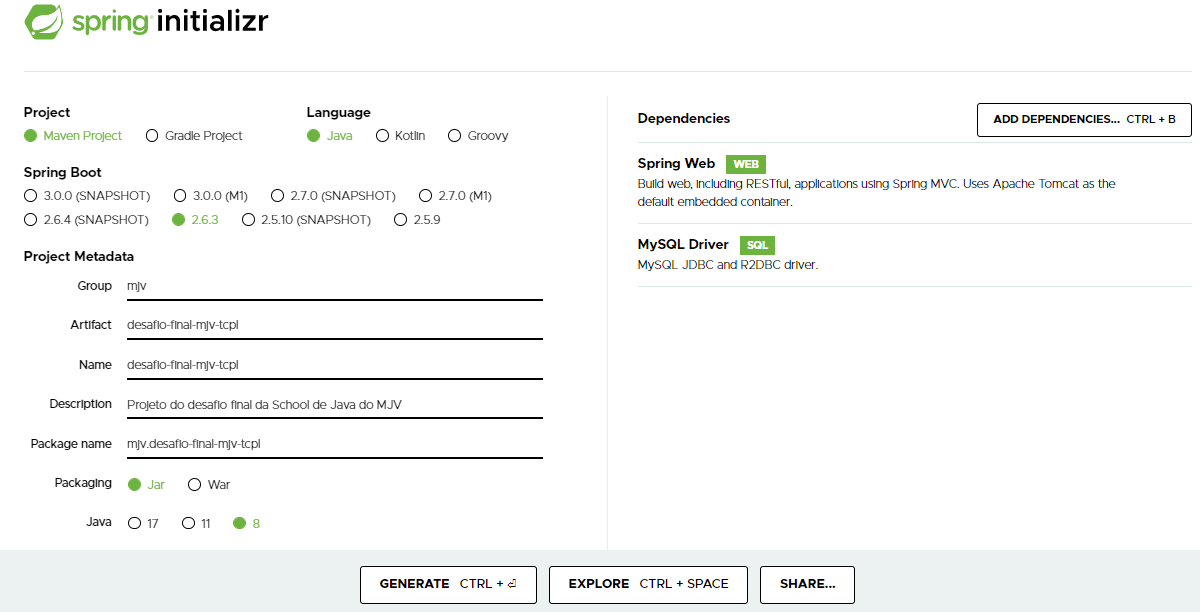 spring initializr
Project
Maven Project Gradle Project
Language
Java Kotlin Groovy
Spring Boot
3.0.0 (SNAPSHOT) 3.0.0 (M1) 2.7.0 (SNAPSHOT) 2.7.0 (M1)
2.6.4 (SNAPSHOT) 2.6.3 2.5.10 (SNAPSHOT) 2.5.9
Project Metadata
Group mjv
Artifact desafio-final-mjv-tcpl
Name desafio-final-mjv-tcpl
Description Projeto do desafio final da School de Java do MJV
Package name mjv.desafio-final-mjv-tcpl
Packaging Jar War
Java 17 11 8
Dependencies
ADD DEPENDENCIES... CTRL + B
Spring Web WEB
Build web, including RESTful, applications using Spring MVC. Uses Apache Tomcat as the
default embedded container.
MySQL Driver SQL
MySQL JDBC and R2DBC driver.
GENERATE CTRL + ⏎
EXPLORE CTRL + SPACE
SHARE...